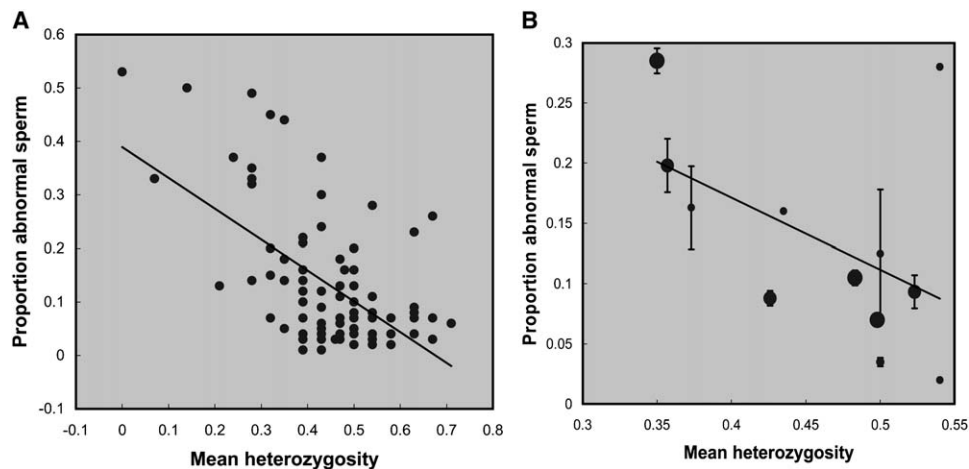 A
Proportion abnormal sperm
0.6
0.5
0.4
0.3
0.2
0.1
0
-0.1
-0.1 0 0.1 0.2 0.3 0.4 0.5 0.6 0.7 0.8
Mean heterozygosity
B
Proportion abnormal sperm
0.3
0.25
0.2
0.15
0.1
0.05
0
0.3 0.35 0.4 0.45 0.5 0.55
Mean heterozygosity